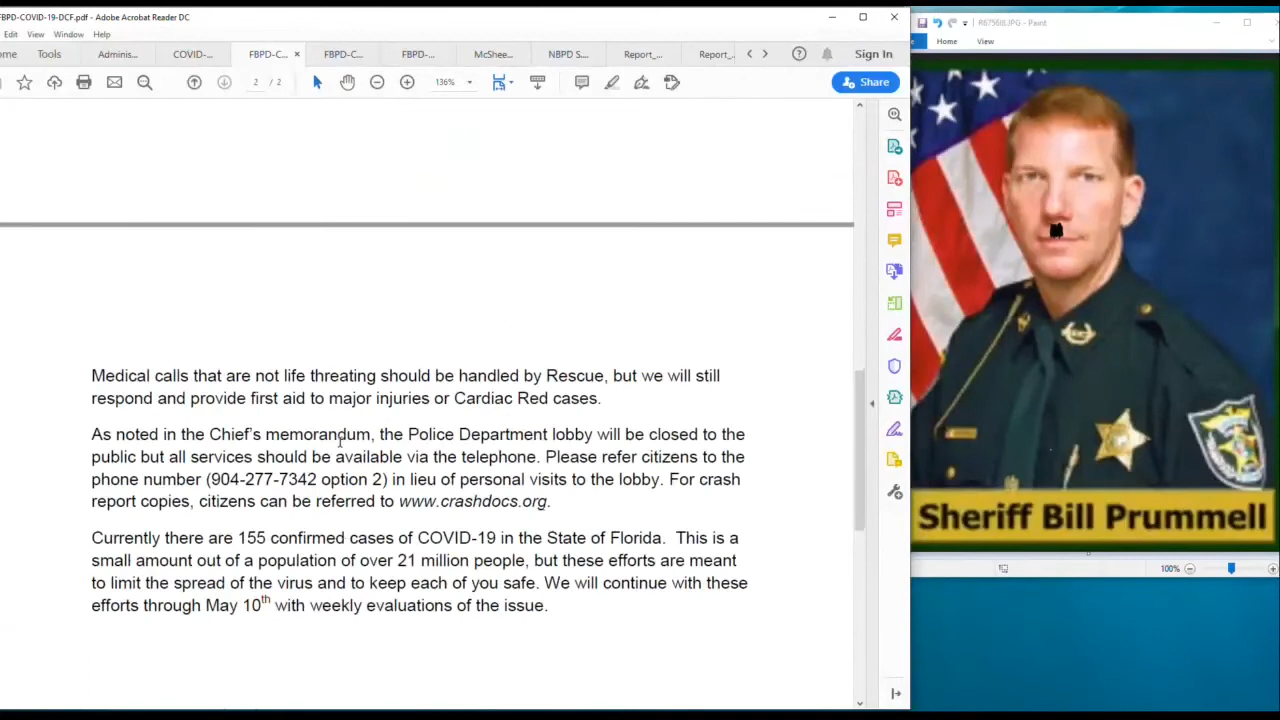 FBPD-COVID-19-DCF.pdf - Adobe Acrobat Reader DC
Edit View Window Help
ome Tools Adminis... COVID-... FBPD-C... × FBPD-C... FBPD-... McShee... NBPD S... Report_... Report_.. Sign In
2 / 2 136% Share
Medical calls that are not life threating should be handled by Rescue, but we will still
respond and provide first aid to major injuries or Cardiac Red cases.
As noted in the Chief's memorandum, the Police Department lobby will be closed to the
public but all services should be available via the telephone. Please refer citizens to the
phone number (904-277-7342 option 2) in lieu of personal visits to the lobby. For crash
report copies, citizens can be referred to www.crashdocs.org.
Currently there are 155 confirmed cases of COVID-19 in the State of Florida. This is a
small amount out of a population of over 21 million people, but these efforts are meant
to limit the spread of the virus and to keep each of you safe. We will continue with these
efforts through May 10th with weekly evaluations of the issue.
R6756Ill.JPG - Paint
Home View
Sheriff Bill Prummell
100%